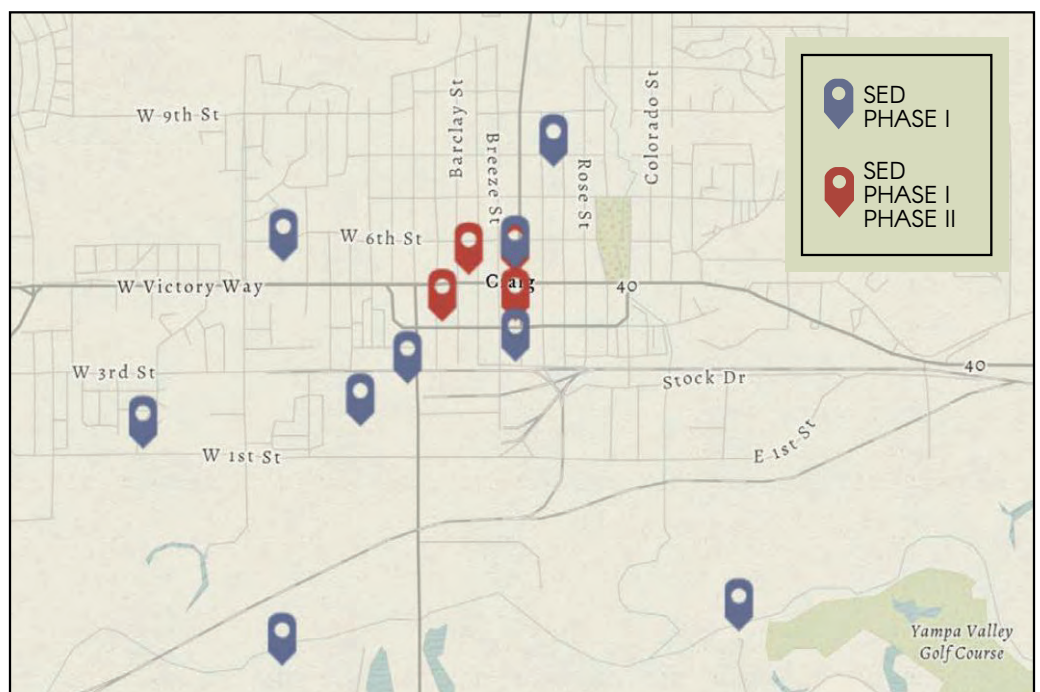 SED
PHASE I
SED
PHASE I
PHASE II
W 9th St
Barclay St
Breeze St
Rose St
Colorado St
W 6th St
W Victory Way
Craig
40
W 3rd St
Stock Dr
40
W 1st St
E 1st St
Yampa Valley
Golf Course